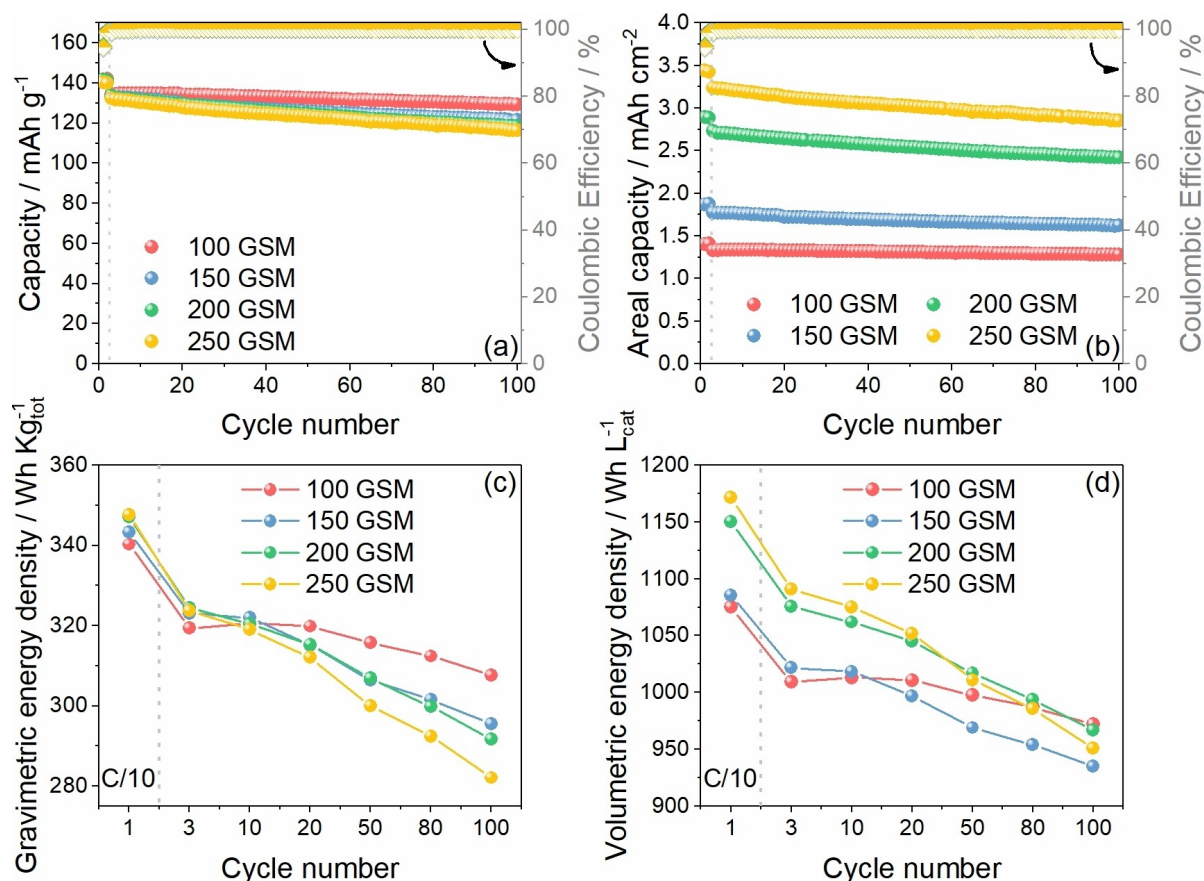 Capacity / mAh g⁻¹
160
140
120
100
80
60
40
20
0
100 GSM
150 GSM
200 GSM
250 GSM
(a)
0 20 40 60 80 100
Cycle number
100
80
60
40
20
0
Coulombic Efficiency / %
Areal capacity / mAh cm⁻²
4.0
3.5
3.0
2.5
2.0
1.5
1.0
0.5
0.0
100 GSM 200 GSM
150 GSM 250 GSM
(b)
0 20 40 60 80 100
Cycle number
100
80
60
40
20
0
Coulombic Efficiency / %
Gravimetric energy density / Wh Kg⁻¹tot
360
340
320
300
280
(c)
100 GSM
150 GSM
200 GSM
250 GSM
C/10
1 3 10 20 50 80 100
Cycle number
Volumetric energy density / Wh L⁻¹cat
1200
1150
1100
1050
1000
950
900
(d)
100 GSM
150 GSM
200 GSM
250 GSM
C/10
1 3 10 20 50 80 100
Cycle number